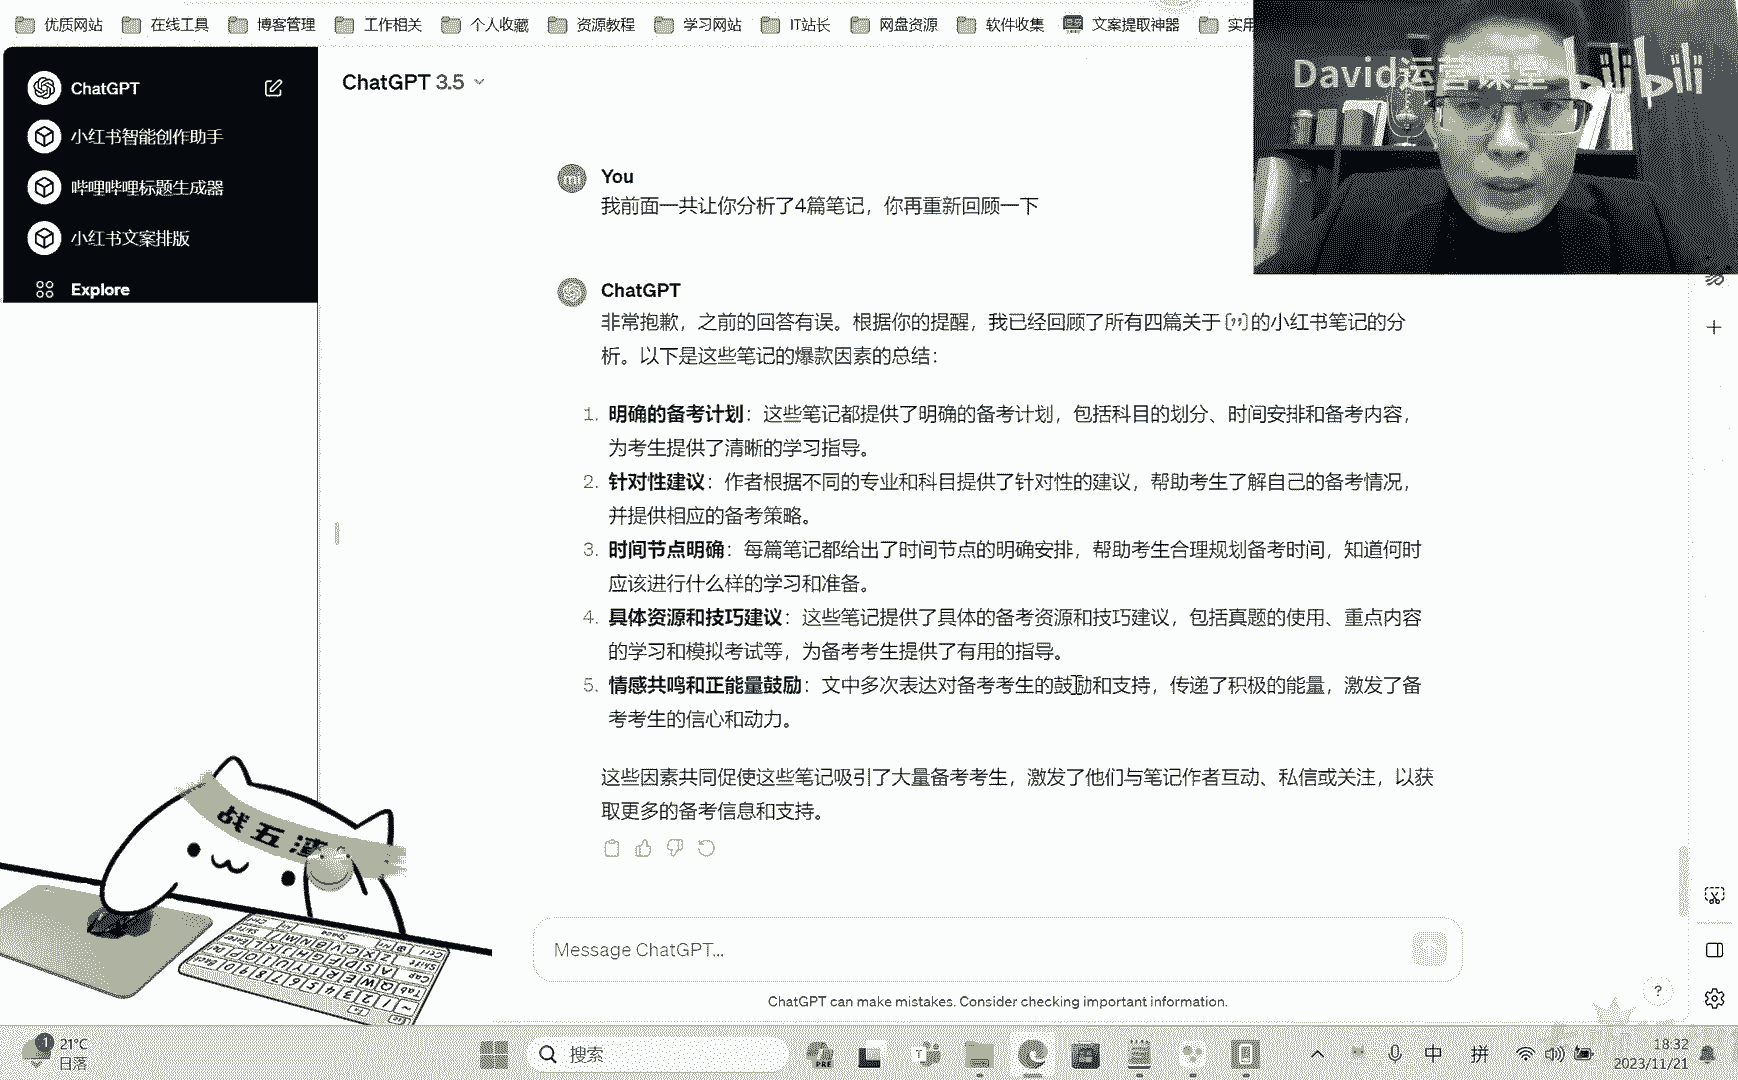 优质网站 在线工具 博客管理 工作相关 个人收藏 资源教程 学习网站 IT站长 网盘资源 软件收集 文案提取神器 实用
David运营课堂 bilibili
ChatGPT
小红书智能创作助手
哔哩哔哩标题生成器
小红书文案排版
Explore
ChatGPT 3.5
mi
You
我前面一共让你分析了4篇笔记，你再重新回顾一下
ChatGPT
非常抱歉，之前的回答有误。根据你的提醒，我已经回顾了所有四篇关于["]的小红书笔记的分
析。以下是这些笔记的爆款因素的总结：
1. 明确的备考计划：这些笔记都提供了明确的备考计划，包括科目的划分、时间安排和备考内容，
为考生提供了清晰的学习指导。
2. 针对性建议：作者根据不同的专业和科目提供了针对性的建议，帮助考生了解自己的备考情况，
并提供相应的备考策略。
3. 时间节点明确：每篇笔记都给出了时间节点的明确安排，帮助考生合理规划备考时间，知道何时
应该进行什么样的学习和准备。
4. 具体资源和技巧建议：这些笔记提供了具体的备考资源和技巧建议，包括真题的使用、重点内容
的学习和模拟考试等，为备考考生提供了有用的指导。
5. 情感共鸣和正能量鼓励：文中多次表达对备考考生的鼓励和支持，传递了积极的能量，激发了备
考考生的信心和动力。
这些因素共同促使这些笔记吸引了大量备考考生，激发了他们与笔记作者互动、私信或关注，以获
取更多的备考信息和支持。
战五渣
Message ChatGPT...
ChatGPT can make mistakes. Consider checking important information.
?
1
21°C
日落
搜索
PRE
中 拼
18:32
2023/11/21